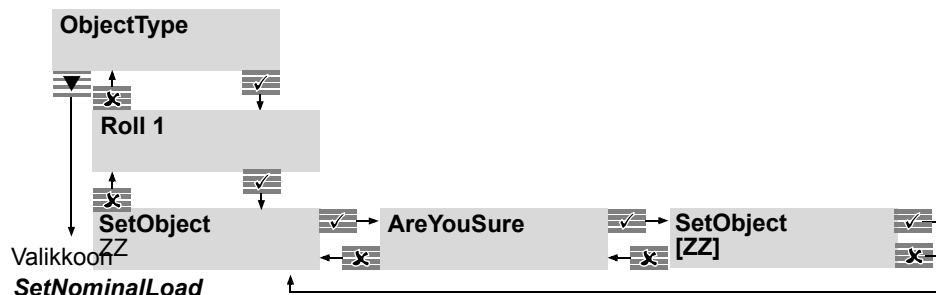 ObjectType
Roll 1
SetObject
ZZ
AreYouSure
SetObject
[ZZ]
Valikkoon
SetNominalLoad